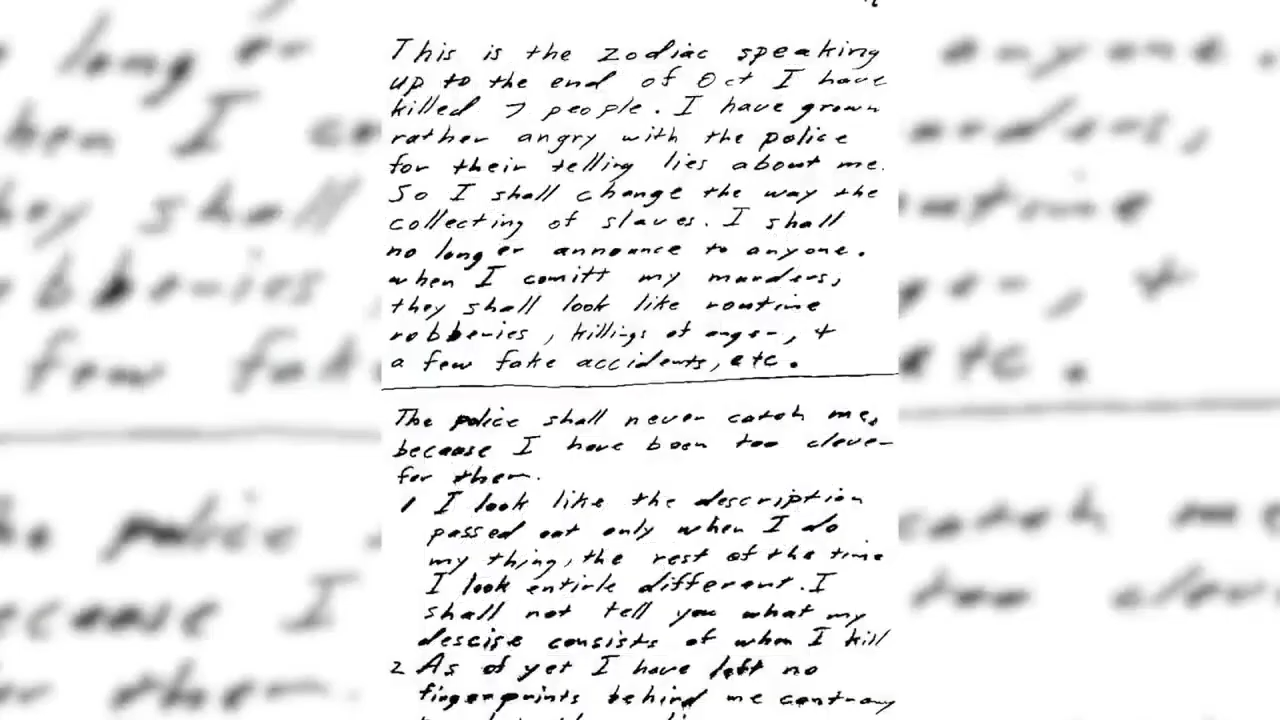 This is the zodiac speaking
up to the end of Oct I have
killed 7 people. I have grown
rather angry with the police
for their telling lies about me.
So I shall change the way the
collecting of slaves. I shall
no longer announce to anyone.
when I comitt my murders,
they shall look like routine
robberies, killings of anger, +
a few fake accidents, etc.
The police shall never catch me,
because I have been too clever
for them.
1 I look like the description
passed out only when I do
my thing, the rest of the time
I look entirle different. I
shall not tell you what my
descise consists of when I kill
2 As of yet I have left no
fingerprints behind me contrary